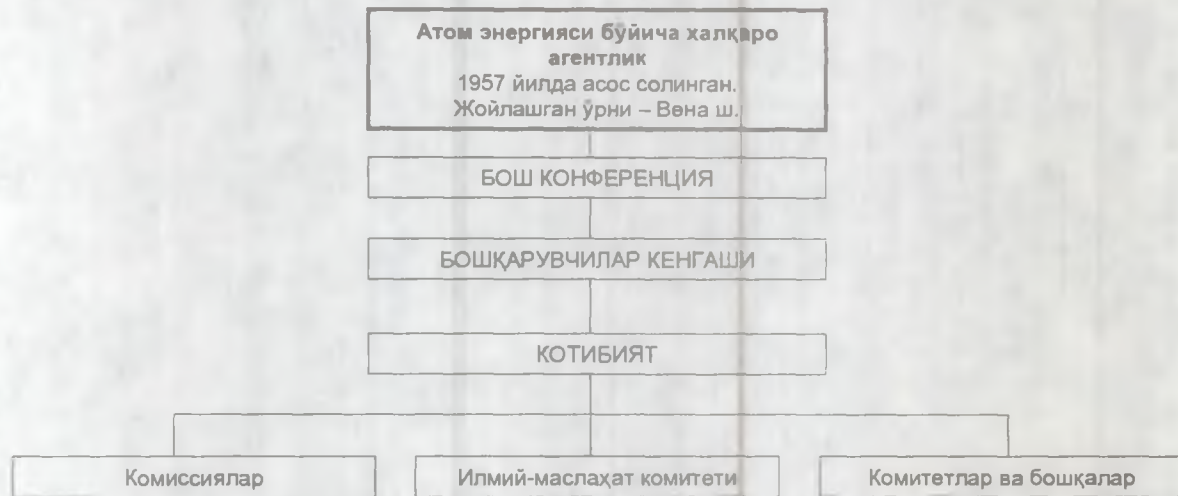 Атом энергияси бўйича халқаро
агентлик
1957 йилда асос солинган.
Жойлашган ўрни – Вена ш.
БОШ КОНФЕРЕНЦИЯ
БОШҚАРУВЧИЛАР КЕНГАШИ
КОТИБИЯТ
Комиссиялар
Илмий-маслаҳат комитети
Комитетлар ва бошқалар